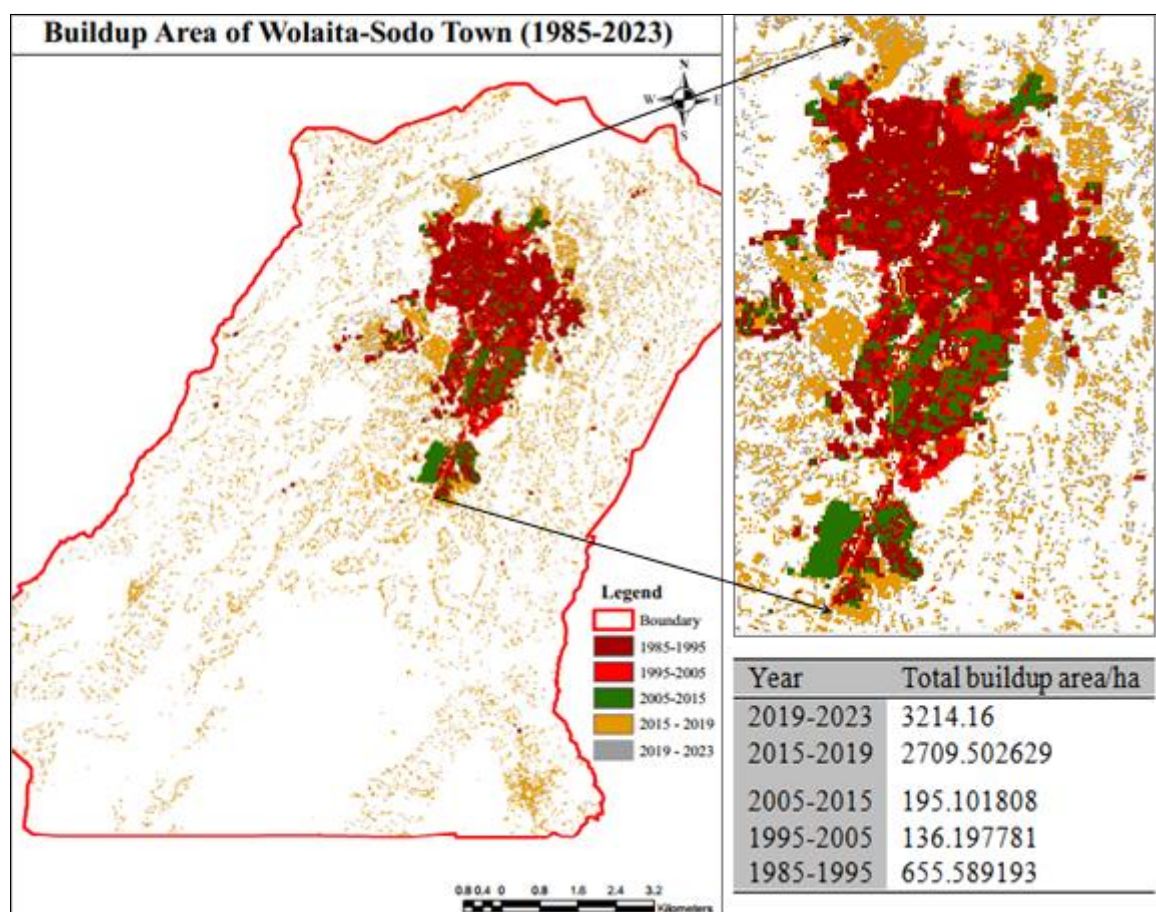 Buildup Area of Wolaita-Sodo Town (1985-2023)
N
W E
S
Legend
Boundary
1985-1995
1995-2005
2005-2015
2015 - 2019
2019 - 2023
0.8 0.4 0 0.8 1.6 2.4 3.2
Kilometers
Year Total buildup area/ha
2019-2023 3214.16
2015-2019 2709.502629
2005-2015 195.101808
1995-2005 136.197781
1985-1995 655.589193